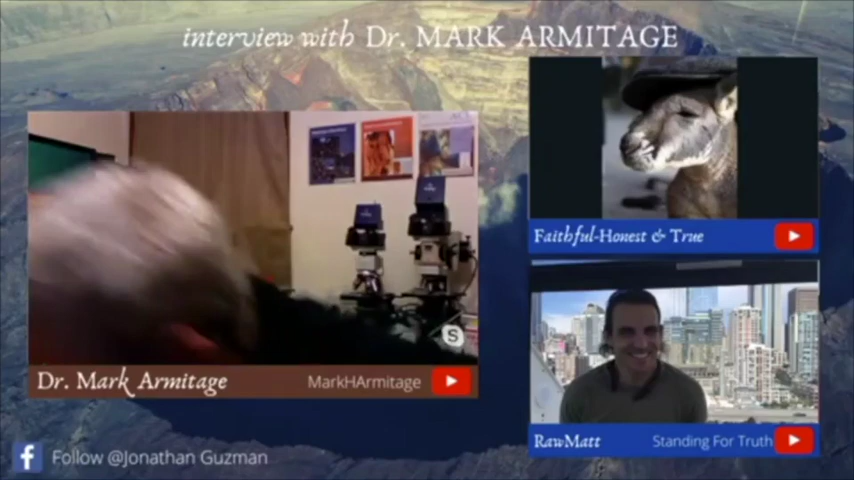 interview with Dr. MARK ARMITAGE
Faithful-Honest & True
S
Dr. Mark Armitage
MarkHArmitage
RawMatt
Standing For Truth
f
Follow @Jonathan Guzman